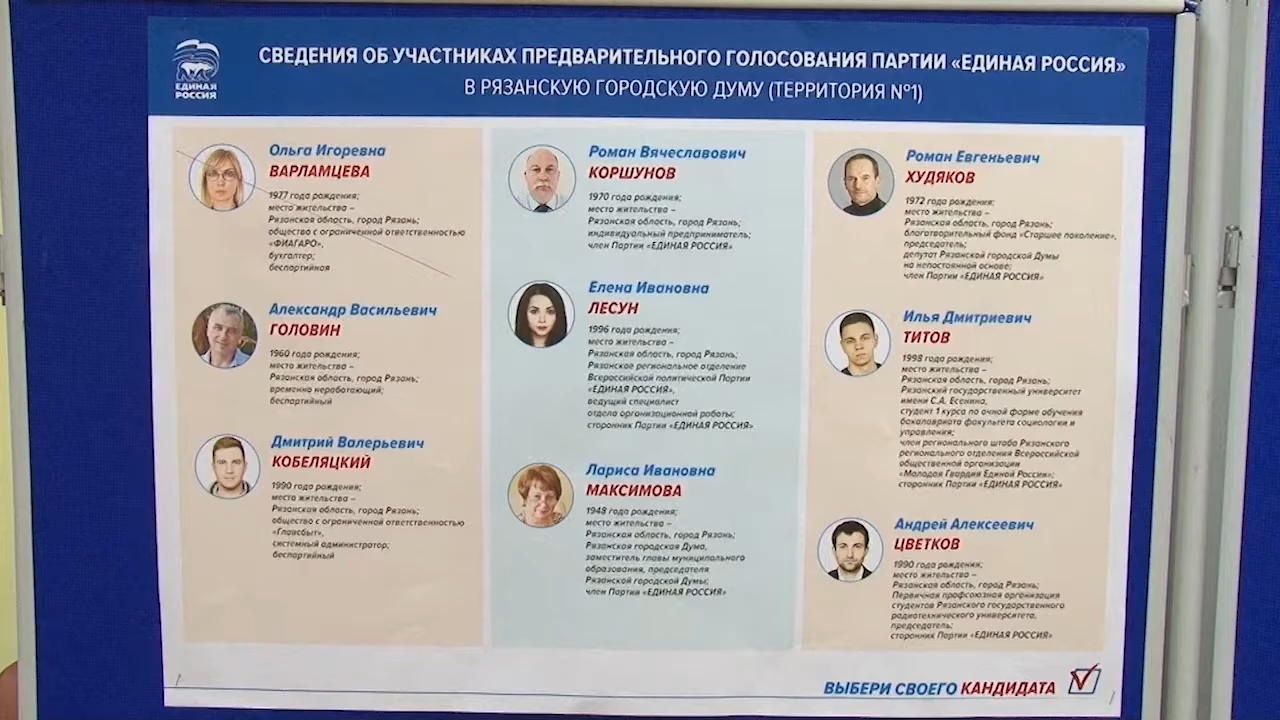 ЕДИНАЯ
РОССИЯ
СВЕДЕНИЯ ОБ УЧАСТНИКАХ ПРЕДВАРИТЕЛЬНОГО ГОЛОСОВАНИЯ ПАРТИИ «ЕДИНАЯ РОССИЯ»
В РЯЗАНСКУЮ ГОРОДСКУЮ ДУМУ (ТЕРРИТОРИЯ №1)
Ольга Игоревна
ВАРЛАМЦЕВА
1977 года рождения;
место жительства –
Рязанская область, город Рязань;
общество с ограниченной ответственностью
«ФИАГАРО»,
бухгалтер;
беспартийная
Александр Васильевич
ГОЛОВИН
1960 года рождения;
место жительства –
Рязанская область, город Рязань;
временно неработающий;
беспартийный
Дмитрий Валерьевич
КОБЕЛЯЦКИЙ
1990 года рождения;
место жительства –
Рязанская область, город Рязань;
общество с ограниченной ответственностью
«Главсбыт»,
системный администратор;
беспартийный
Роман Вячеславович
КОРШУНОВ
1970 года рождения;
место жительства –
Рязанская область, город Рязань;
индивидуальный предприниматель;
член Партии «ЕДИНАЯ РОССИЯ»
Елена Ивановна
ЛЕСУН
1996 года рождения;
место жительства –
Рязанская область, город Рязань;
Рязанское региональное отделение
Всероссийской политической Партии
«ЕДИНАЯ РОССИЯ»,
ведущий специалист
отдела организационной работы;
сторонник Партии «ЕДИНАЯ РОССИЯ»
Лариса Ивановна
МАКСИМОВА
1948 года рождения;
место жительства –
Рязанская область, город Рязань;
Рязанская городская Дума,
заместитель главы муниципального
образования, председателя
Рязанской городской Думы;
член Партии «ЕДИНАЯ РОССИЯ»
Роман Евгеньевич
ХУДЯКОВ
1972 года рождения;
место жительства –
Рязанская область, город Рязань;
благотворительный фонд «Старшее поколение»,
председатель;
депутат Рязанской городской Думы
на непостоянной основе;
член Партии «ЕДИНАЯ РОССИЯ»
Илья Дмитриевич
ТИТОВ
1998 года рождения;
место жительства –
Рязанская область, город Рязань;
Рязанский государственный университет
имени С.А. Есенина,
студент 1 курса по очной форме обучения
бакалавриата факультета социологии и
управления;
член регионального штаба Рязанского
регионального отделения Всероссийской
общественной организации
«Молодая Гвардия Единой России»;
сторонник Партии «ЕДИНАЯ РОССИЯ»
Андрей Алексеевич
ЦВЕТКОВ
1990 года рождения;
место жительства –
Рязанская область, город Рязань;
Первичная профсоюзная организация
студентов Рязанского государственного
радиотехнического университета,
председатель;
сторонник Партии «ЕДИНАЯ РОССИЯ»
ВЫБЕРИ СВОЕГО КАНДИДАТА